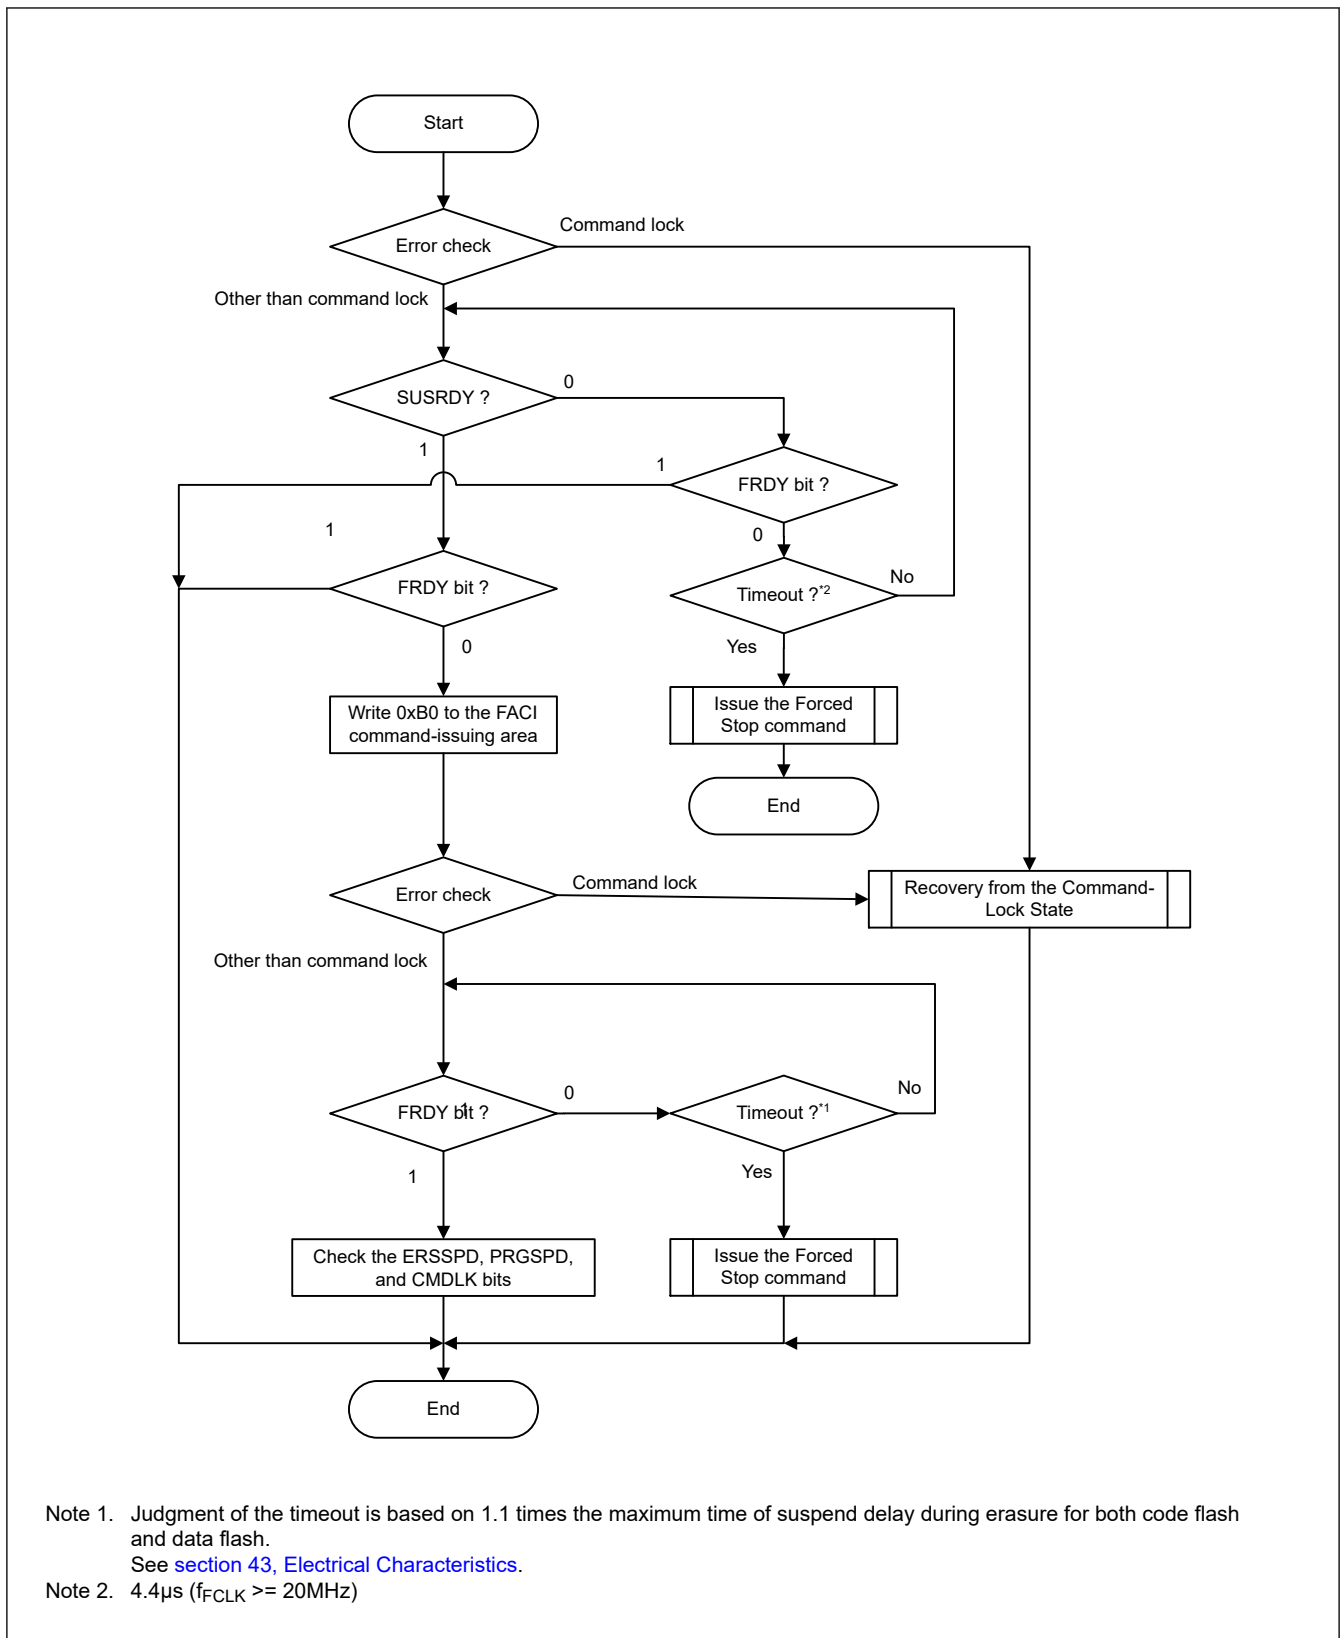 Start
Error check
Command lock
Other than command lock
SUSRDY ?
0
1
1
FRDY bit ?
1
0
FRDY bit ?
Timeout ?*2
No
0
Yes
Write 0xB0 to the FACI
command-issuing area
Issue the Forced
Stop command
End
Error check
Command lock
Recovery from the Command-
Lock State
Other than command lock
FRDY bit ?
1
0
Timeout ?*1
No
1
Yes
Check the ERSSPD, PRGSPD,
and CMDLK bits
Issue the Forced
Stop command
End
Note 1. Judgment of the timeout is based on 1.1 times the maximum time of suspend delay during erasure for both code flash
and data flash.
See section 43, Electrical Characteristics.
Note 2. 4.4µs (fFCLK >= 20MHz)